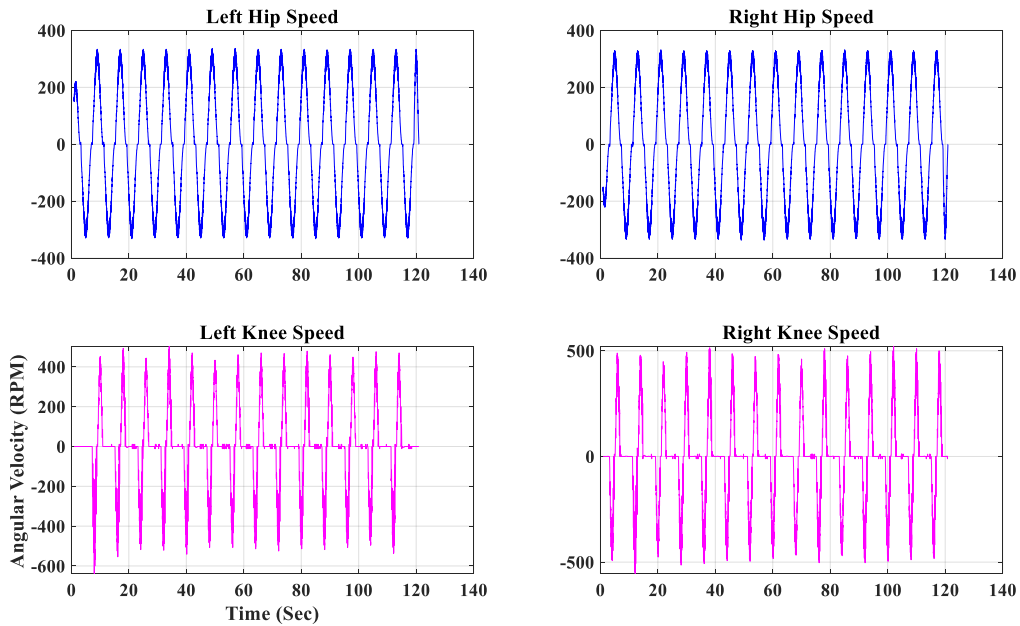 Left Hip Speed
400
200
0
-200
-400
0 20 40 60 80 100 120 140
Right Hip Speed
400
200
0
-200
-400
0 20 40 60 80 100 120 140
Left Knee Speed
Angular Velocity (RPM)
400
200
0
-200
-400
-600
0 20 40 60 80 100 120 140
Time (Sec)
Right Knee Speed
500
0
-500
0 20 40 60 80 100 120 140